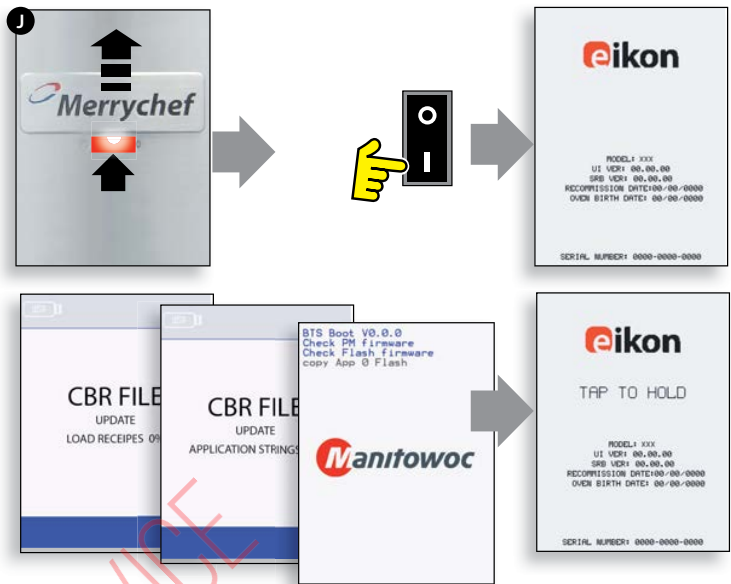 J
Merrychef
eikon
MODEL: XXX
UI VER: 00.00.00
SRB VER: 00.00.00
RECOMMISSION DATE:00/00/0000
OVEN BIRTH DATE: 00/00/0000
SERIAL NUMBER: 0000-0000-0000
CBR FILE
UPDATE
LOAD RECEIPES 0%
CBR FILE
UPDATE
APPLICATION STRINGS
BTS Boot V0.0.0
Check PM firmware
Check Flash firmware
copy App 0 Flash
Manitowoc
eikon
TAP TO HOLD
MODEL: XXX
UI VER: 00.00.00
SRB VER: 00.00.00
RECOMMISSION DATE:00/00/0000
OVEN BIRTH DATE: 00/00/0000
SERIAL NUMBER: 0000-0000-0000